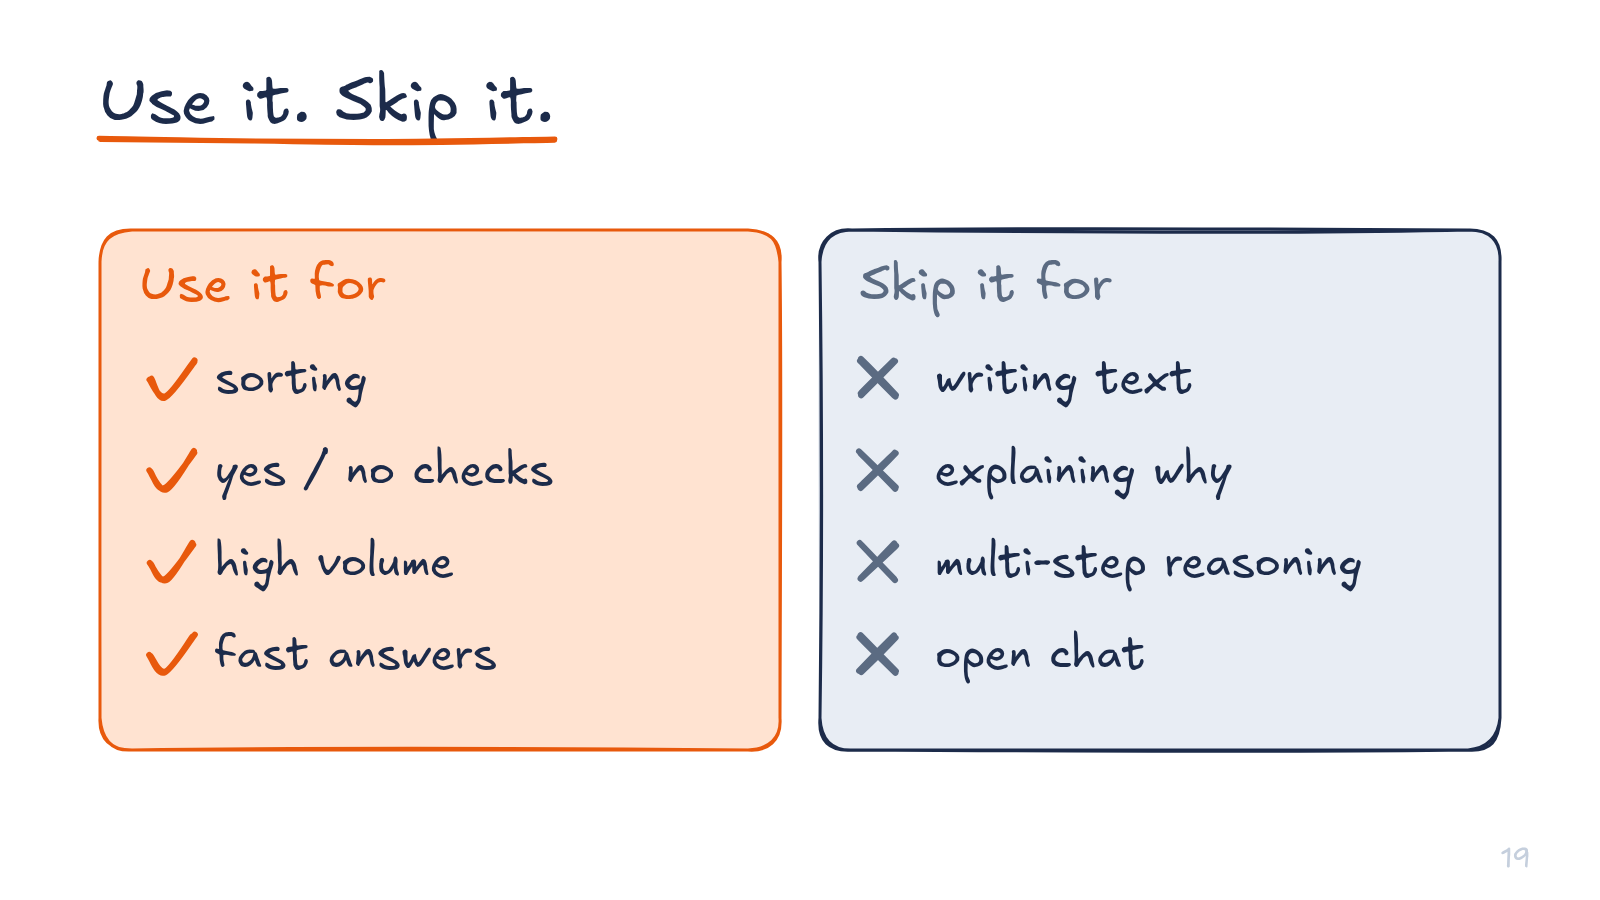 Use it. Skip it.
Use it for
sorting
yes / no checks
high volume
fast answers
Skip it for
writing text
explaining why
multi-step reasoning
open chat
19